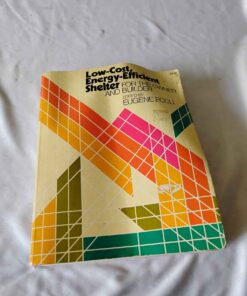 Low-Cost,
Energy-Efficient
Shelter FOR THE OWNER
AND BUILDER
EDITED BY
EUGENE ECCLI